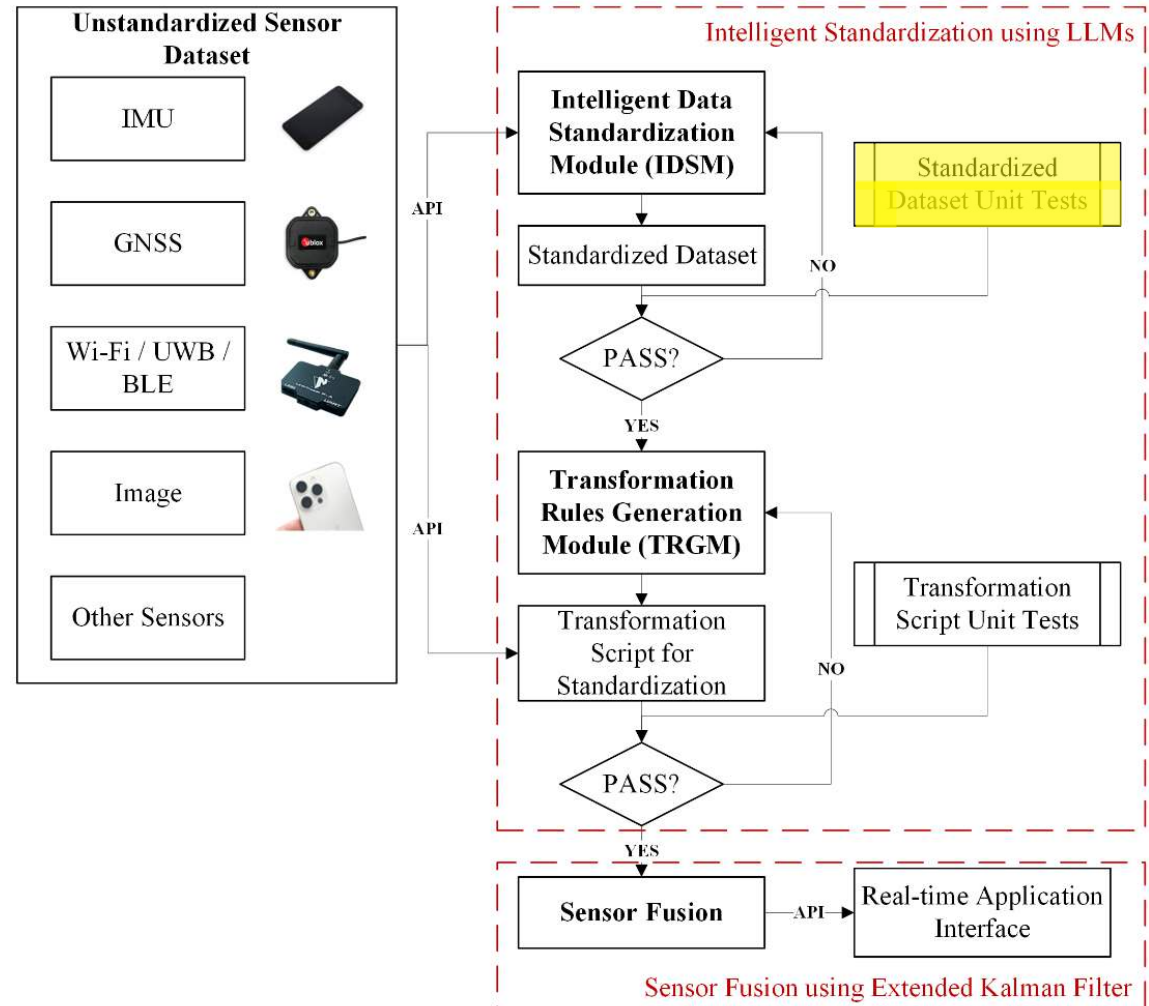 Unstandardized Sensor
Dataset
IMU
GNSS
Wi-Fi / UWB /
BLE
Image
Other Sensors
ublox
API
API
Intelligent Standardization using LLMs
Intelligent Data
Standardization
Module (IDSM)
Standardized
Dataset Unit Tests
Standardized Dataset
NO
PASS?
YES
Transformation
Rules Generation
Module (TRGM)
Transformation
Script Unit Tests
Transformation
Script for
Standardization
NO
PASS?
YES
Sensor Fusion
API
Real-time Application
Interface
Sensor Fusion using Extended Kalman Filter